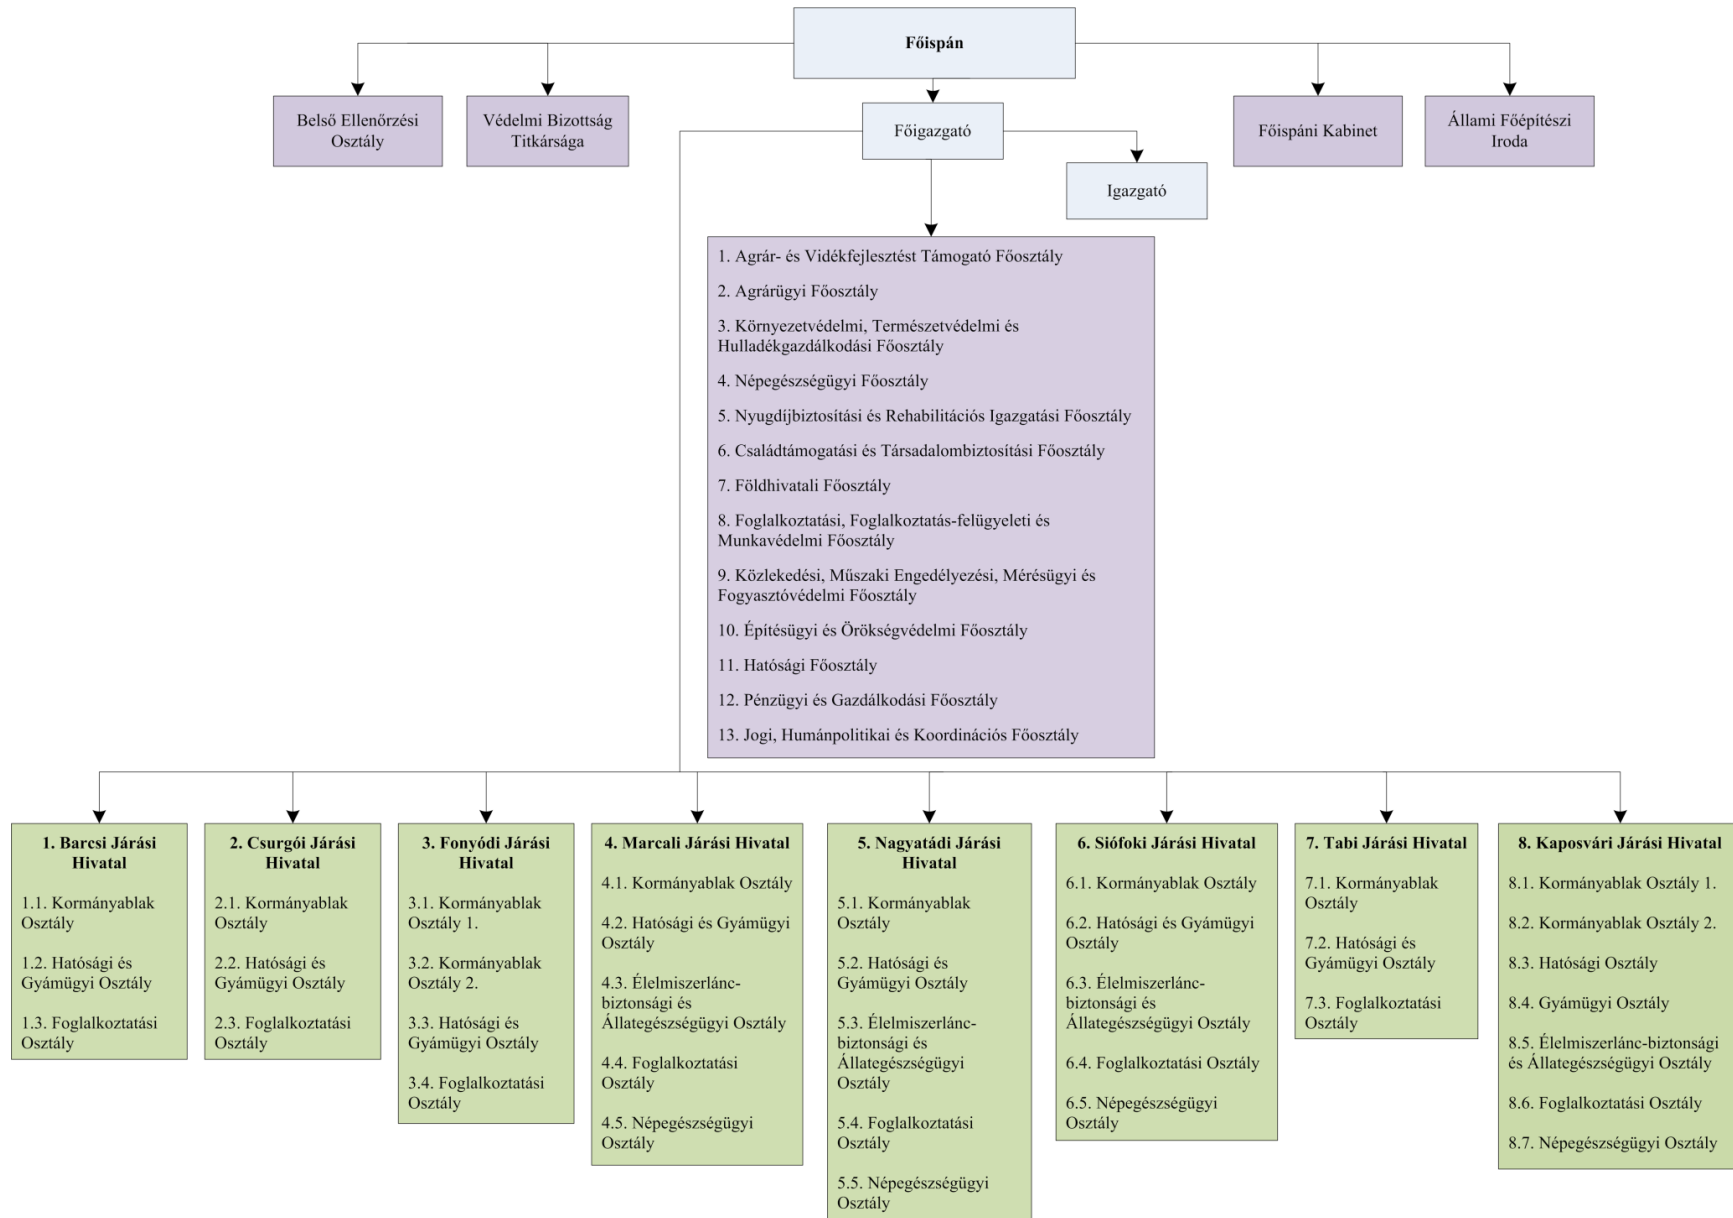 Főispán
Belső Ellenőrzési
Osztály
Védelmi Bizottság
Titkársága
Főigazgató
Főispáni Kabinet
Állami Főépítészi
Iroda
Igazgató
1. Agrár- és Vidékfejlesztést Támogató Főosztály
2. Agrárügyi Főosztály
3. Környezetvédelmi, Természetvédelmi és
Hulladékgazdálkodási Főosztály
4. Népegészségügyi Főosztály
5. Nyugdíjbiztosítási és Rehabilitációs Igazgatási Főosztály
6. Családtámogatási és Társadalombiztosítási Főosztály
7. Földhivatali Főosztály
8. Foglalkoztatási, Foglalkoztatás-felügyeleti és
Munkavédelmi Főosztály
9. Közlekedési, Műszaki Engedélyezési, Mérésügyi és
Fogyasztóvédelmi Főosztály
10. Építésügyi és Örökségvédelmi Főosztály
11. Hatósági Főosztály
12. Pénzügyi és Gazdálkodási Főosztály
13. Jogi, Humánpolitikai és Koordinációs Főosztály
1. Barcsi Járási
Hivatal
1.1. Kormányablak
Osztály
1.2. Hatósági és
Gyámügyi Osztály
1.3. Foglalkoztatási
Osztály
2. Csurgói Járási
Hivatal
2.1. Kormányablak
Osztály
2.2. Hatósági és
Gyámügyi Osztály
2.3. Foglalkoztatási
Osztály
3. Fonyódi Járási
Hivatal
3.1. Kormányablak
Osztály 1.
3.2. Kormányablak
Osztály 2.
3.3. Hatósági és
Gyámügyi Osztály
3.4. Foglalkoztatási
Osztály
4. Marcali Járási Hivatal
4.1. Kormányablak Osztály
4.2. Hatósági és Gyámügyi
Osztály
4.3. Élelmiszerlánc-
biztonsági és
Állategészségügyi Osztály
4.4. Foglalkoztatási
Osztály
4.5. Népegészségügyi
Osztály
5. Nagyatádi Járási
Hivatal
5.1. Kormányablak
Osztály
5.2. Hatósági és
Gyámügyi Osztály
5.3. Élelmiszerlánc-
biztonsági és
Állategészségügyi
Osztály
5.4. Foglalkoztatási
Osztály
5.5. Népegészségügyi
Osztály
6. Siófoki Járási Hivatal
6.1. Kormányablak Osztály
6.2. Hatósági és Gyámügyi
Osztály
6.3. Élelmiszerlánc-
biztonsági és
Állategészségügyi Osztály
6.4. Foglalkoztatási Osztály
6.5. Népegészségügyi
Osztály
7. Tabi Járási Hivatal
7.1. Kormányablak
Osztály
7.2. Hatósági és
Gyámügyi Osztály
7.3. Foglalkoztatási
Osztály
8. Kaposvári Járási Hivatal
8.1. Kormányablak Osztály 1.
8.2. Kormányablak Osztály 2.
8.3. Hatósági Osztály
8.4. Gyámügyi Osztály
8.5. Élelmiszerlánc-biztonsági
és Állategészségügyi Osztály
8.6. Foglalkoztatási Osztály
8.7. Népegészségügyi Osztály